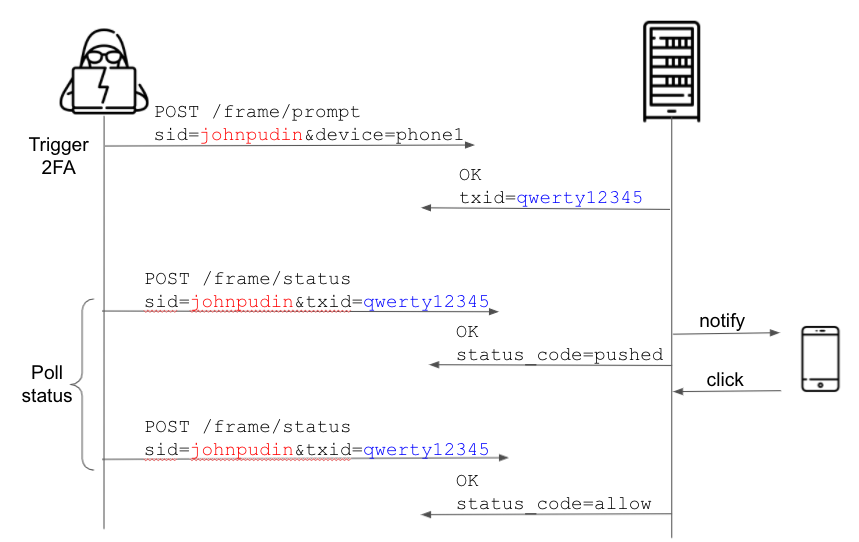 POST /frame/prompt
sid=johnpudin&device=phone1
Trigger
2FA
OK
txid=qwerty12345
POST /frame/status
sid=johnpudin&txid=qwerty12345
notify
OK
status_code=pushed
click
Poll
status
POST /frame/status
sid=johnpudin&txid=qwerty12345
OK
status_code=allow